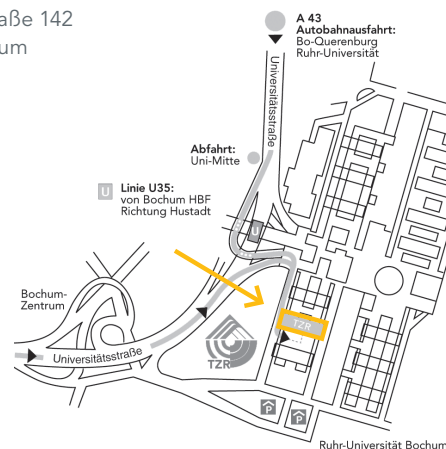 aße 142
um
A 43
Autobahnausfahrt:
Bo-Querenburg
Ruhr-Universität
Universitätsstraße
Abfahrt:
Uni-Mitte
U
Linie U35:
von Bochum HBF
Richtung Hustadt
U
Bochum-
Zentrum
TZR
Universitätsstraße
TZR
P
P
Ruhr-Universität Bochum